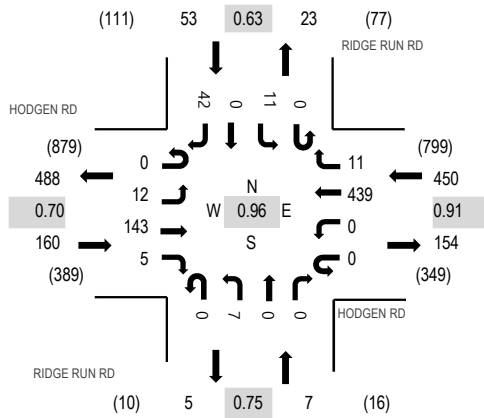 (111) 53 0.63 23 (77)
RIDGE RUN RD
42 0 11 0
HODGEN RD
(879) (799)
0 11
488 450
12 439
N
0.70 W 0.96 E 0.91
143 0
S
160 154
5 0
(389) (349)
0 7 0 0
HODGEN RD
RIDGE RUN RD
(10) 5 0.75 7 (16)